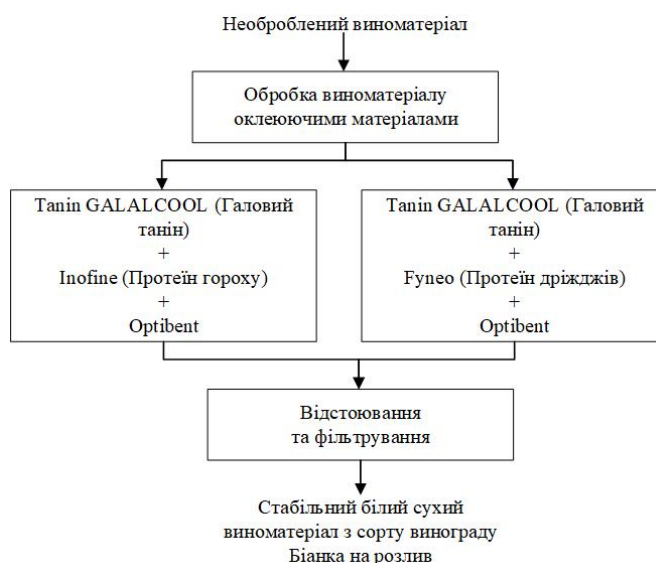 Необроблений виноматеріал
Обробка виноматеріалу
оклеюючими матеріалами
Tanin GALALCOOL (Галовий
танін)
+
Inofine (Протеїн гороху)
+
Optibent
Tanin GALALCOOL (Галовий
танін)
+
Fyneo (Протеїн дріжджів)
+
Optibent
Відстоювання
та фільтрування
Стабільний білий сухий
виноматеріал з сорту винограду
Біанка на розлив